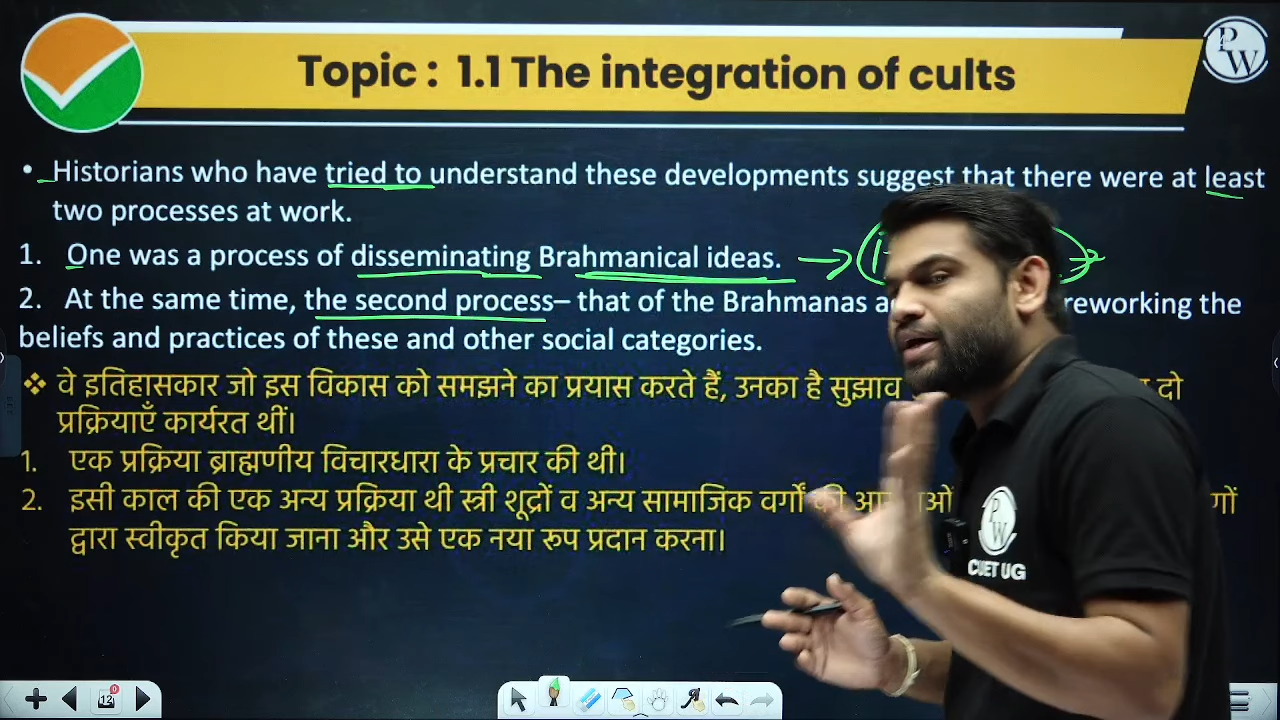 Topic : 1.1 The integration of cults
PW
• Historians who have tried to understand these developments suggest that there were at least
two processes at work.
1. One was a process of disseminating Brahmanical ideas.
2. At the same time, the second process– that of the Brahmanas reworking the
beliefs and practices of these and other social categories.
❖ वे इतिहासकार जो इस विकास को समझने का प्रयास करते हैं, उनका है सुझाव दो
प्रक्रियाएँ कार्यरत थीं।
1. एक प्रक्रिया ब्राह्मणीय विचारधारा के प्रचार की थी।
2. इसी काल की एक अन्य प्रक्रिया थी स्त्री शूद्रों व अन्य सामाजिक वर्गों की
द्वारा स्वीकृत किया जाना और उसे एक नया रूप प्रदान करना।
PW
CUET UG
12